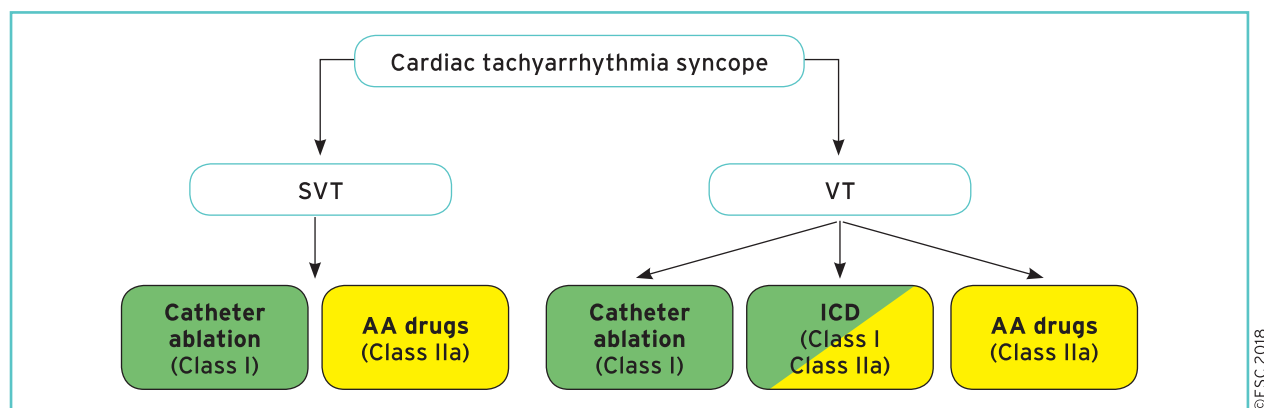 Cardiac tachyarrhythmia syncope
SVT
VT
Catheter
ablation
(Class I)
AA drugs
(Class IIa)
Catheter
ablation
(Class I)
ICD
(Class I
Class IIa)
AA drugs
(Class IIa)
©ESC 2018